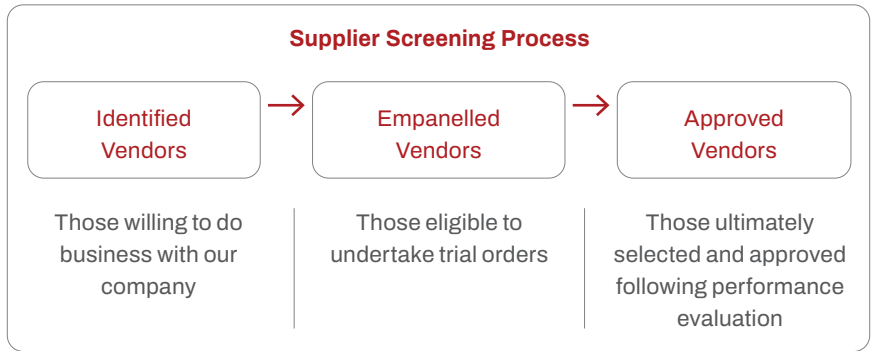 Supplier Screening Process
Identified
Vendors
Empanelled
Vendors
Approved
Vendors
Those willing to do
business with our
company
Those eligible to
undertake trial orders
Those ultimately
selected and approved
following performance
evaluation